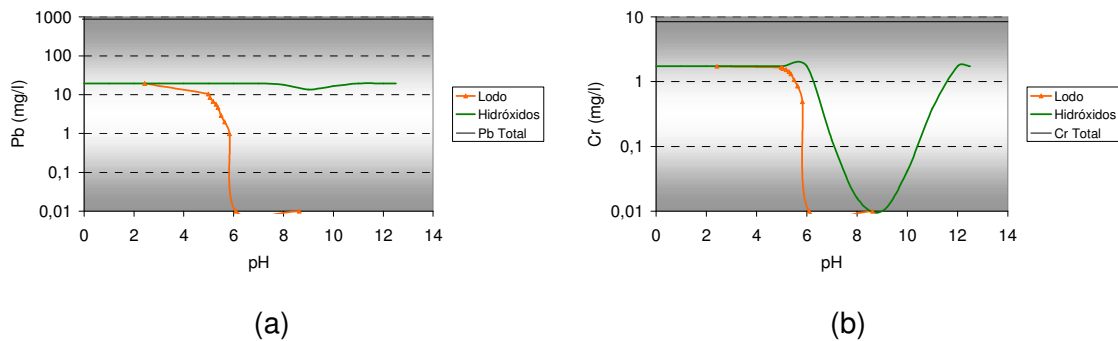 1000
100
10
1
0,1
0,01
Pb (mg/l)
0 2 4 6 8 10 12 14
pH
Lodo
Hidróxidos
Pb Total
(a)
10
1
0,1
0,01
Cr (mg/l)
0 2 4 6 8 10 12 14
pH
Lodo
Hidróxidos
Cr Total
(b)